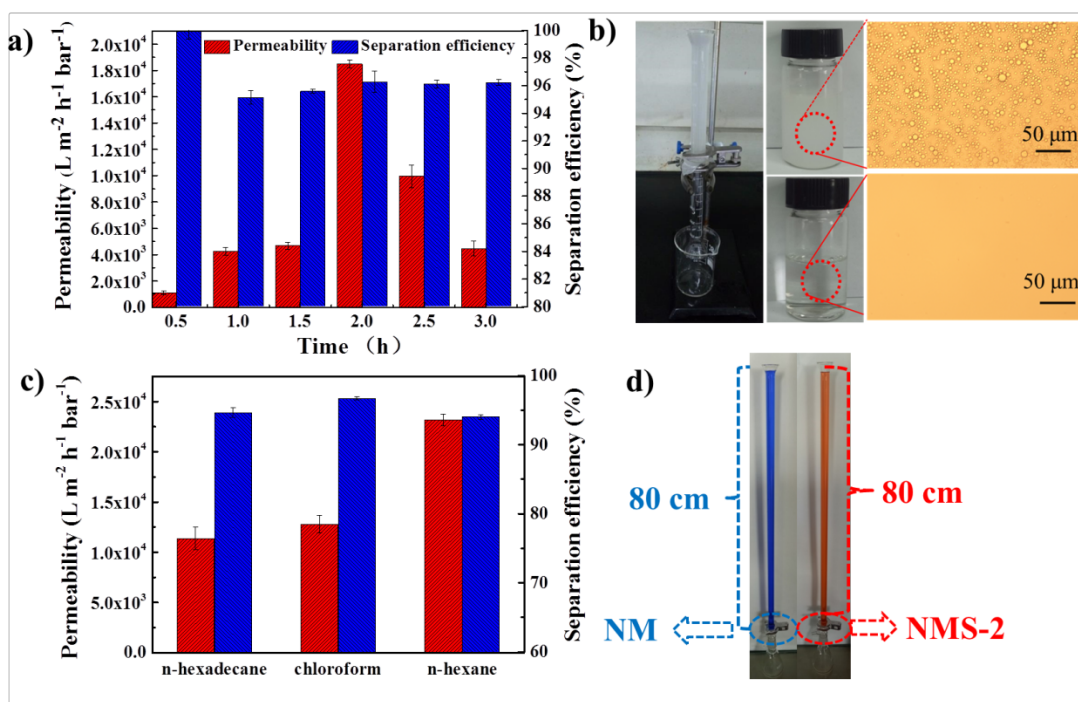 a)
Permeability
Separation efficiency
Permeability (L m⁻² h⁻¹ bar⁻¹)
2.0x10⁴
1.8x10⁴
1.6x10⁴
1.4x10⁴
1.2x10⁴
1.0x10⁴
8.0x10³
6.0x10³
4.0x10³
2.0x10³
0.0
100
98
96
94
92
90
88
86
84
82
80
Separation efficiency (%)
0.5 1.0 1.5 2.0 2.5 3.0
Time （h）
b)
50 μm
50 μm
c)
Permeability (L m⁻² h⁻¹ bar⁻¹)
2.5x10⁴
2.0x10⁴
1.5x10⁴
1.0x10⁴
5.0x10³
0.0
100
90
80
70
60
Separation efficiency (%)
n-hexadecane chloroform n-hexane
d)
80 cm
80 cm
NM
NMS-2